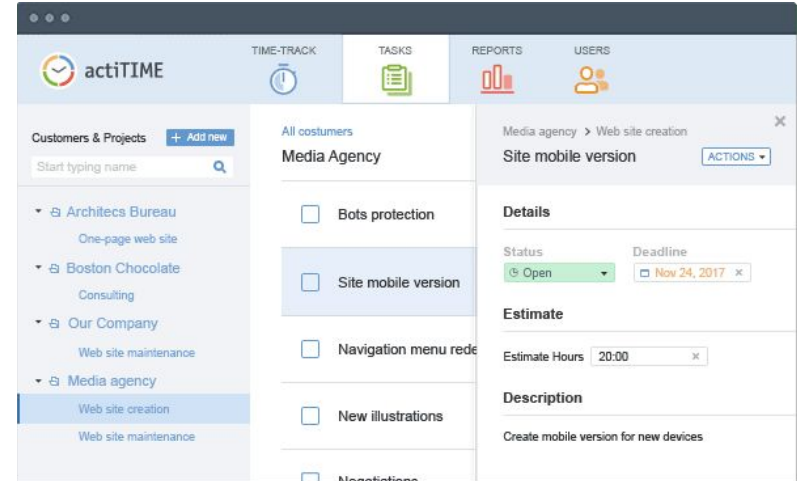 TIME-TRACK
TASKS
REPORTS
USERS
actiTIME
Customers & Projects
+ Add new
Start typing name
Architecs Bureau
One-page web site
Boston Chocolate
Consulting
Our Company
Web site maintenance
Media agency
Web site creation
Web site maintenance
All costumers
Media Agency
Bots protection
Site mobile version
Navigation menu rede
New illustrations
Negotiations
Media agency > Web site creation
Site mobile version
ACTIONS
Details
Status
Deadline
Open
Nov 24, 2017
Estimate
Estimate Hours 20:00
Description
Create mobile version for new devices